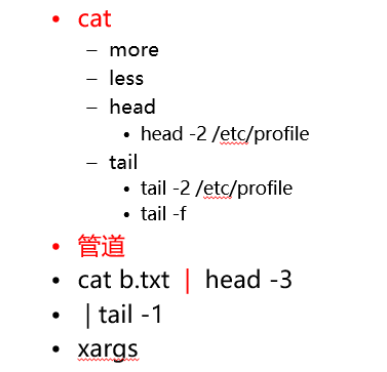 • cat
– more
– less
– head
• head -2 /etc/profile
– tail
• tail -2 /etc/profile
• tail -f
• 管道
• cat b.txt | head -3
• | tail -1
• xargs